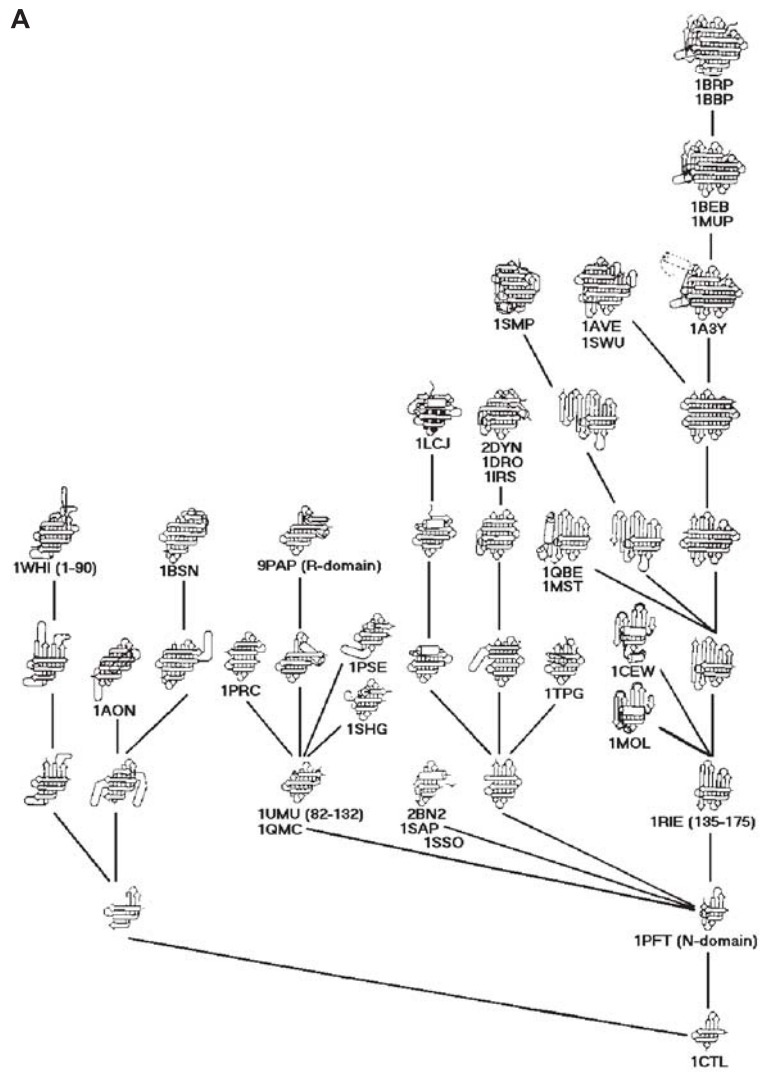 A
1BRP
1BBP
1BEB
1MUP
1SMP
1AVE
1SWU
1A3Y
1LCJ
2DYN
1DRO
1IRS
1WHI (1-90)
1BSN
9PAP (R-domain)
1QBE
1MST
1AON
1PRC
1PSE
1SHG
1TPG
1CEW
1MOL
1UMU (82-132)
1QMC
2BN2
1SAP
1SSO
1RIE (135-175)
1PFT (N-domain)
1CTL